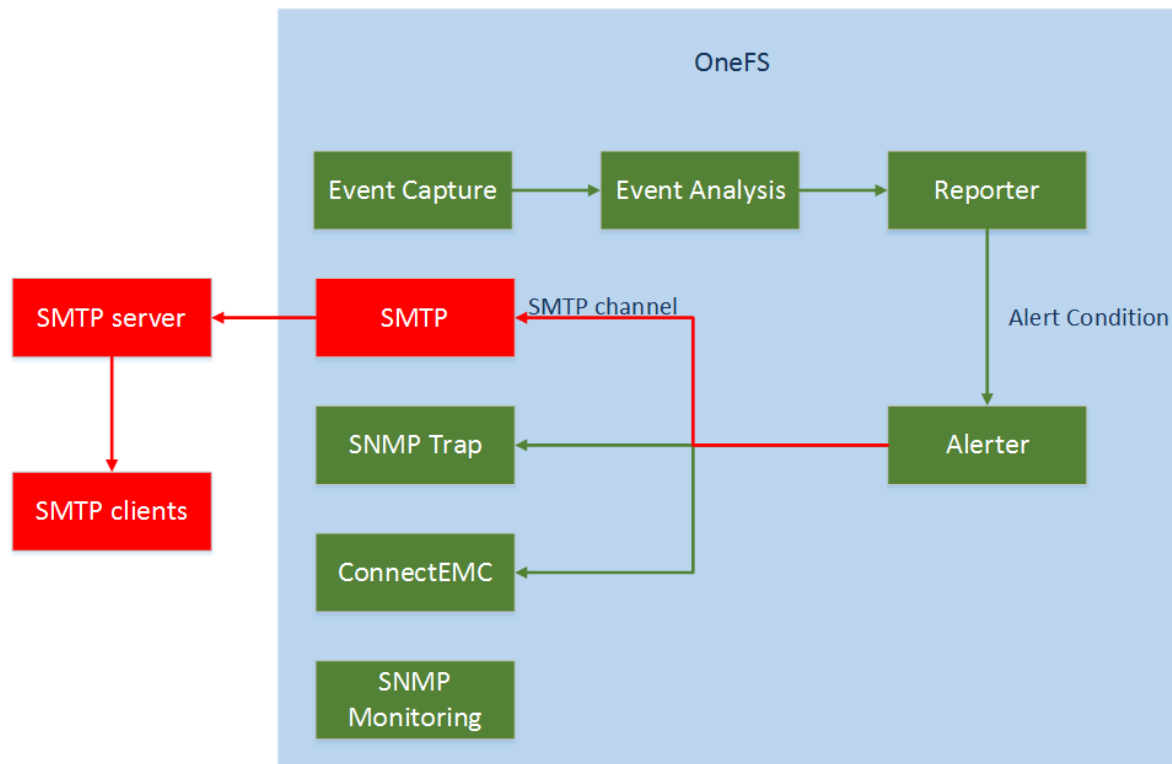 OneFS
Event Capture
Event Analysis
Reporter
SMTP server
SMTP
SMTP channel
Alert Condition
SMTP clients
SNMP Trap
Alerter
ConnectEMC
SNMP
Monitoring